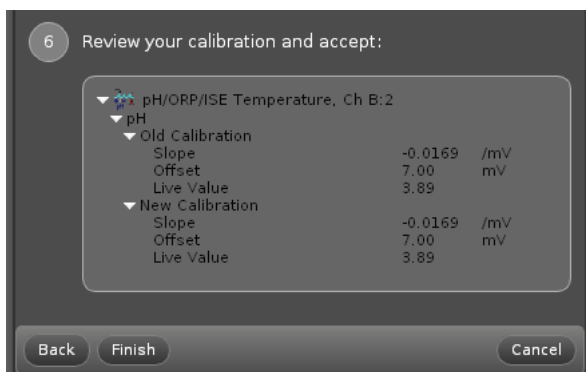 6 Review your calibration and accept:
pH/ORP/ISE Temperature, Ch B:2
pH
Old Calibration
Slope -0.0169 /mV
Offset 7.00 mV
Live Value 3.89
New Calibration
Slope -0.0169 /mV
Offset 7.00 mV
Live Value 3.89
Back Finish Cancel